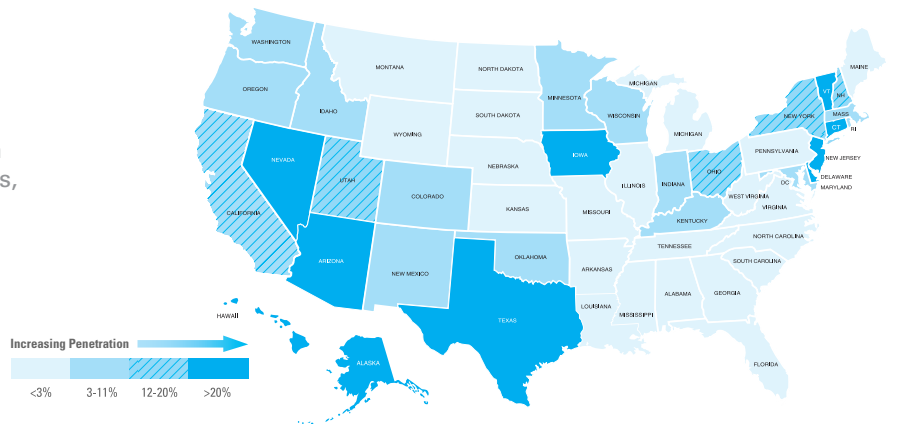 WASHINGTON
MONTANA
NORTH DAKOTA
MICHIGAN
MAINE
VT
NH
OREGON
IDAHO
MINNESOTA
WISCONSIN
NEW YORK
MASS
SOUTH DAKOTA
WYOMING
MICHIGAN
CT
RI
PENNSYLVANIA
NEVADA
NEBRASKA
IOWA
NEW JERSEY
s,
UTAH
ILLINOIS
INDIANA
OHIO
DELAWARE
DC
MARYLAND
COLORADO
WEST VIRGINIA
CALIFORNIA
KANSAS
MISSOURI
KENTUCKY
VIRGINIA
NORTH CAROLINA
TENNESSEE
ARIZONA
NEW MEXICO
OKLAHOMA
ARKANSAS
SOUTH CAROLINA
ALABAMA
GEORGIA
LOUISIANA
MISSISSIPPI
HAWAII
TEXAS
Increasing Penetration
ALASKA
FLORIDA
<3% 3-11% 12-20% >20%